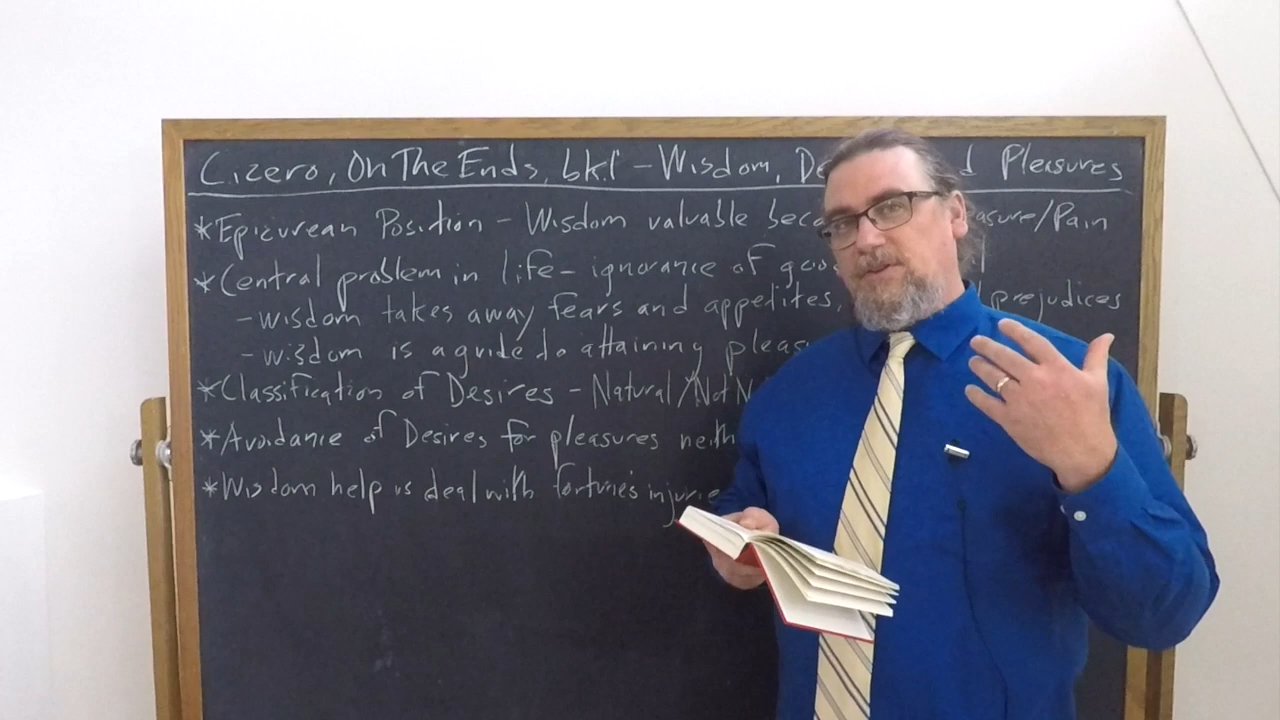 Cicero, On The Ends, bk.1 - Wisdom, De d Pleasures
*Epicurean Position - Wisdom valuable beca asure/Pain
*Central problem in life - ignorance of goo l
- wisdom takes away fears and appetites, d prejudices
- wisdom is a guide to attaining pleas
*Classification of Desires - Natural/Not N
*Avoidance of Desires for pleasures neith
*Wisdom help us deal with fortune's injurie